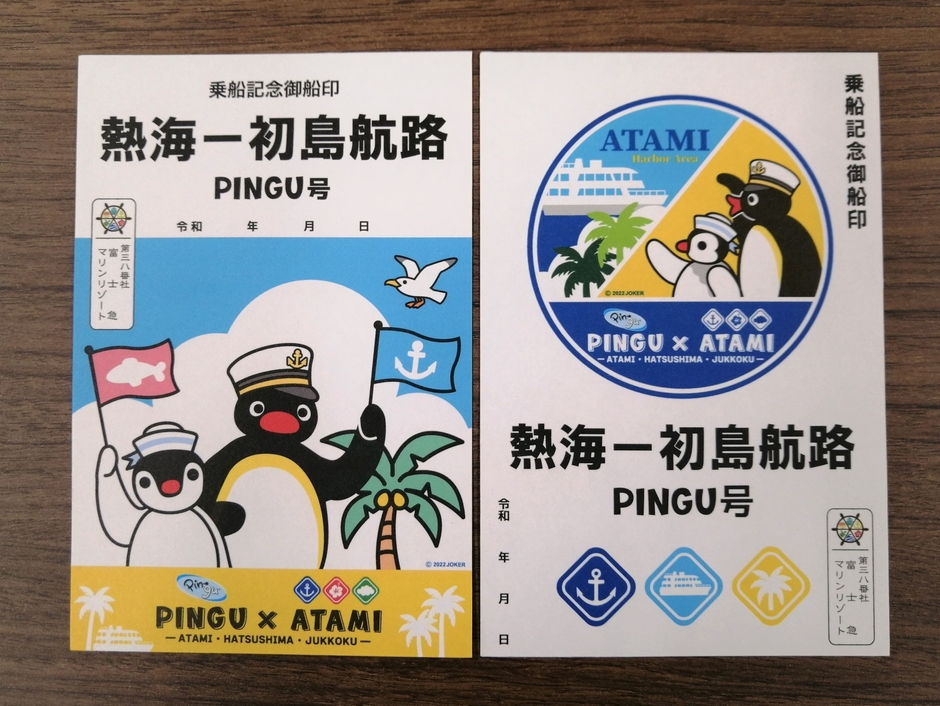 乗船記念御船印
熱海ー初島航路
PINGU号
令和　年　月　日
第三八番社
富士急
マリンリゾート
© 2022 JOKER
Pingu
PINGU × ATAMI
ATAMI・HATSUSHIMA・JUKKOKU
乗船記念御船印
ATAMI
Harbor Area
© 2022 JOKER
Pingu
PINGU × ATAMI
ATAMI・HATSUSHIMA・JUKKOKU
熱海ー初島航路
PINGU号
令和　年　月　日
第三八番社
富士急
マリンリゾート